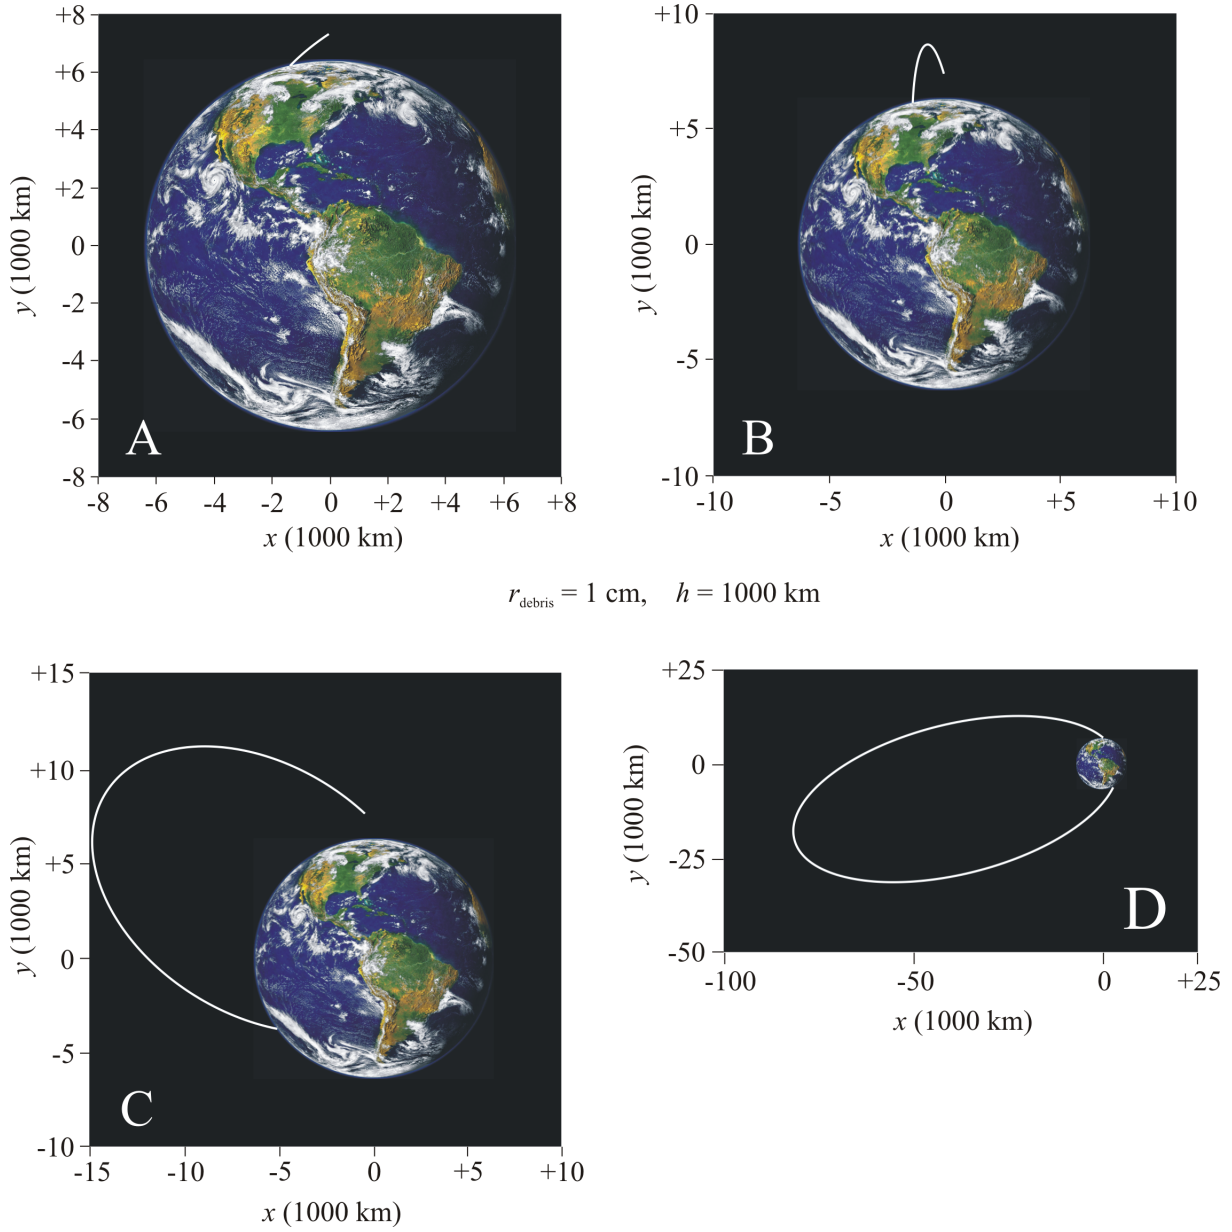 +8
+6
+4
+2
0
-2
-4
-6
-8
y (1000 km)
A
-8 -6 -4 -2 0 +2 +4 +6 +8
x (1000 km)
+10
+5
0
-5
-10
y (1000 km)
B
-10 -5 0 +5 +10
x (1000 km)
r_debris = 1 cm, h = 1000 km
+15
+10
+5
0
-5
-10
y (1000 km)
C
-15 -10 -5 0 +5 +10
x (1000 km)
+25
0
-25
-50
y (1000 km)
D
-100 -50 0 +25
x (1000 km)